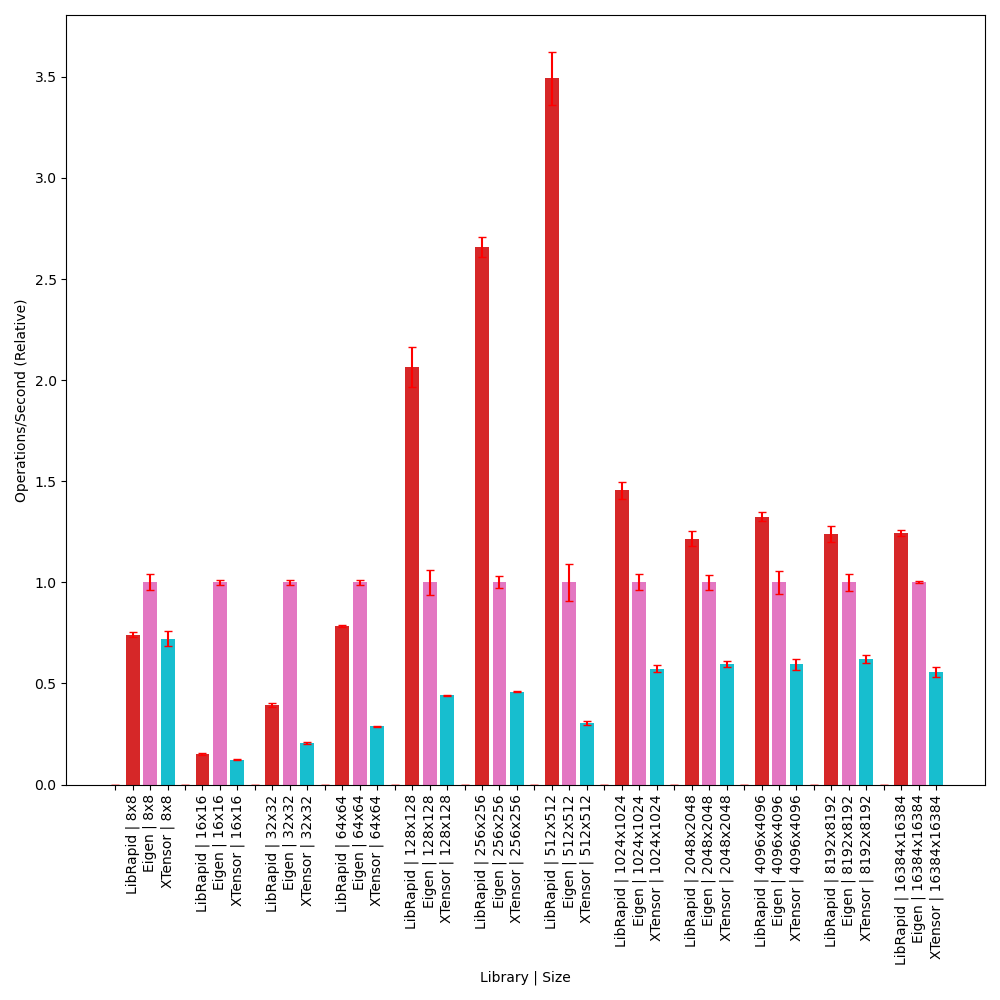 3.5
3.0
2.5
2.0
1.5
1.0
0.5
0.0
Operations/Second (Relative)
LibRapid | 8x8
Eigen | 8x8
XTensor | 8x8
LibRapid | 16x16
Eigen | 16x16
XTensor | 16x16
LibRapid | 32x32
Eigen | 32x32
XTensor | 32x32
LibRapid | 64x64
Eigen | 64x64
XTensor | 64x64
LibRapid | 128x128
Eigen | 128x128
XTensor | 128x128
LibRapid | 256x256
Eigen | 256x256
XTensor | 256x256
LibRapid | 512x512
Eigen | 512x512
XTensor | 512x512
LibRapid | 1024x1024
Eigen | 1024x1024
XTensor | 1024x1024
LibRapid | 2048x2048
Eigen | 2048x2048
XTensor | 2048x2048
LibRapid | 4096x4096
Eigen | 4096x4096
XTensor | 4096x4096
LibRapid | 8192x8192
Eigen | 8192x8192
XTensor | 8192x8192
LibRapid | 16384x16384
Eigen | 16384x16384
XTensor | 16384x16384
Library | Size